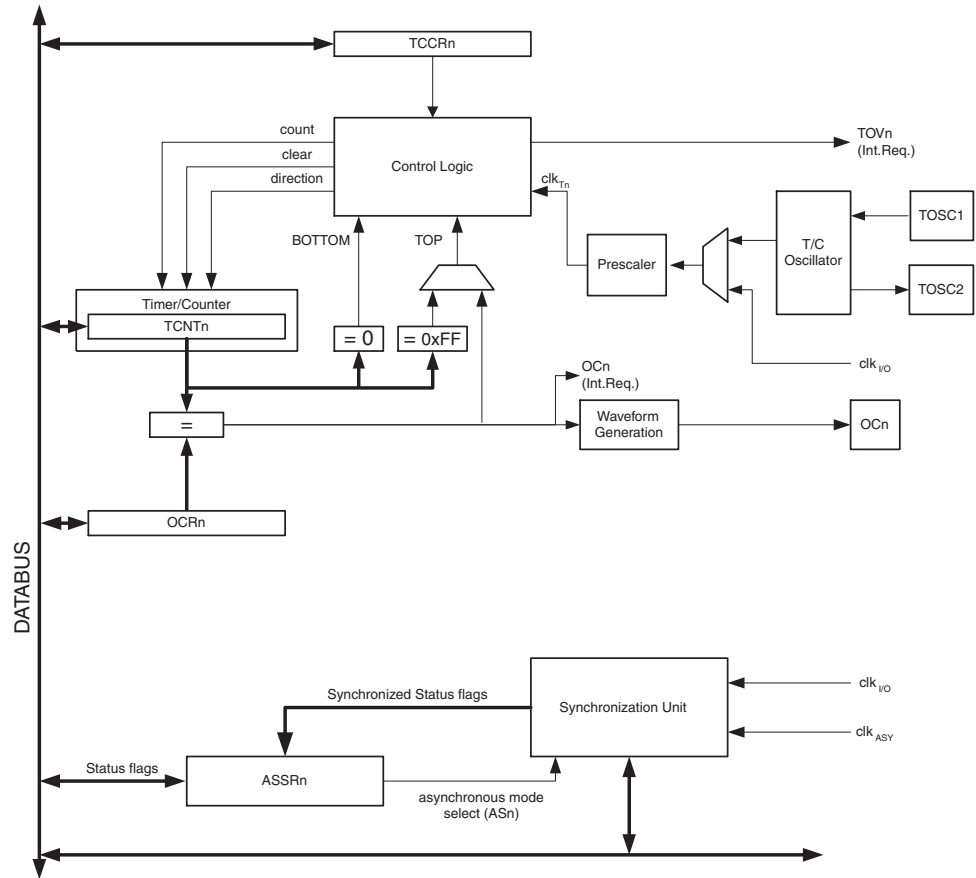 TCCRn
count
clear
direction
Control Logic
TOVn
(Int.Req.)
clkTn
BOTTOM
TOP
Prescaler
T/C
Oscillator
TOSC1
TOSC2
Timer/Counter
TCNTn
= 0
= 0xFF
OCn
(Int.Req.)
clkI/O
=
Waveform
Generation
OCn
OCRn
DATABUS
Synchronized Status flags
Synchronization Unit
clkI/O
clkASY
Status flags
ASSRn
asynchronous mode
select (ASn)